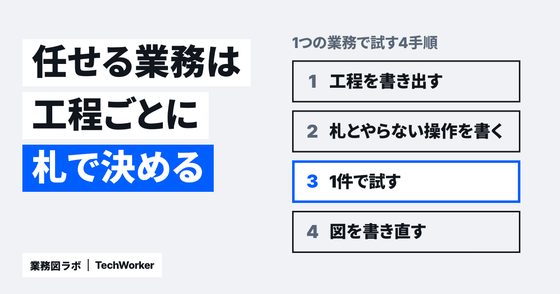 任せる業務は
工程ごとに
札で決める
1つの業務で試す4手順
1 工程を書き出す
2 札とやらない操作を書く
3 1件で試す
4 図を書き直す
業務図ラボ | TechWorker